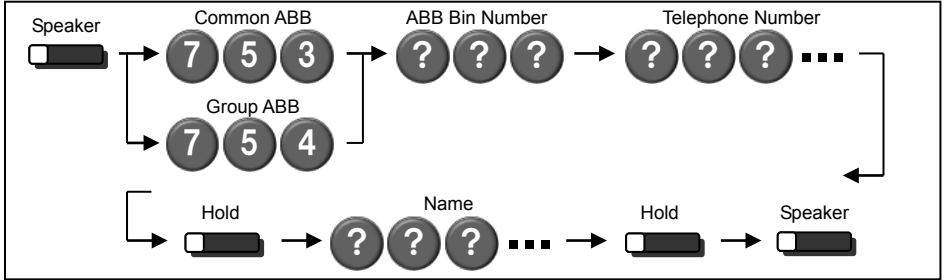 Speaker
Common ABB
ABB Bin Number
Telephone Number
7 5 3
? ? ?
? ? ?
Group ABB
7 5 4
Hold
Name
Hold
Speaker
? ? ?